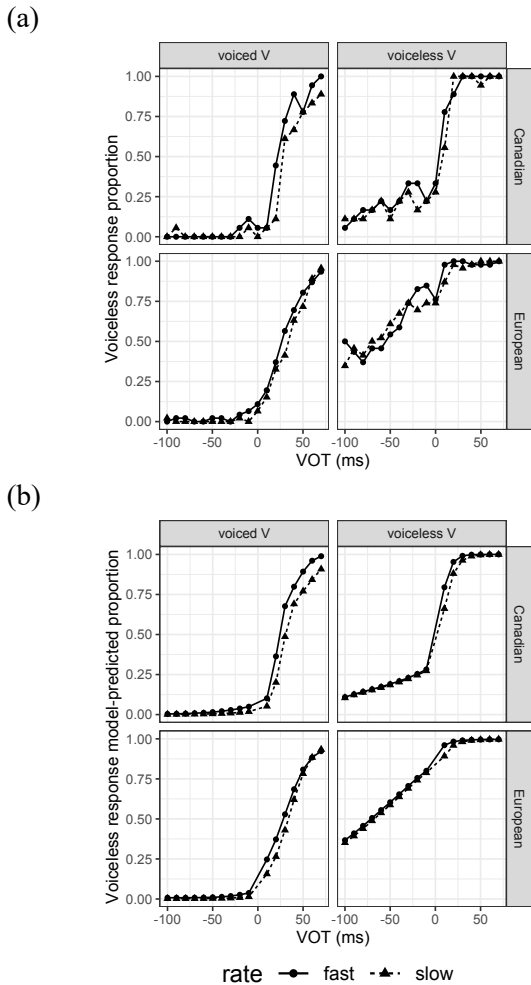 (a)
voiced V
voiceless V
Voiceless response proportion
1.00
0.75
0.50
0.25
0.00
Canadian
1.00
0.75
0.50
0.25
0.00
European
-100 -50 0 50 -100 -50 0 50
VOT (ms)
(b)
voiced V
voiceless V
Voiceless response model-predicted proportion
1.00
0.75
0.50
0.25
0.00
Canadian
1.00
0.75
0.50
0.25
0.00
European
-100 -50 0 50 -100 -50 0 50
VOT (ms)
rate fast slow